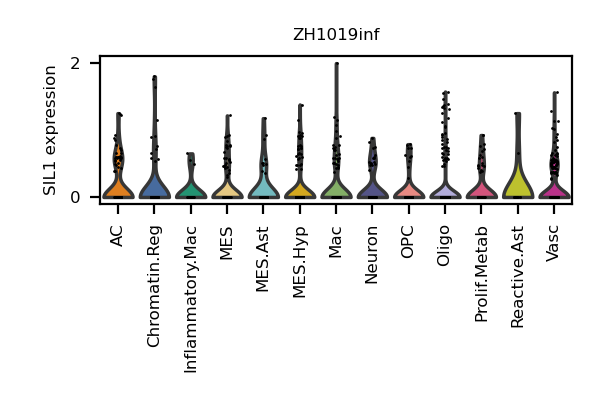 ZH1019inf
SIL1 expression
2
0
AC
Chromatin.Reg
Inflammatory.Mac
MES
MES.Ast
MES.Hyp
Mac
Neuron
OPC
Oligo
Prolif.Metab
Reactive.Ast
Vasc